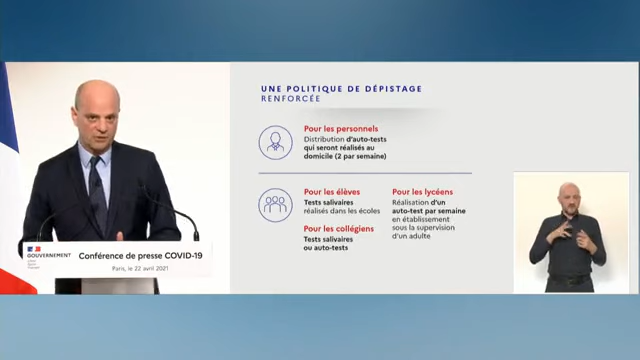 UNE POLITIQUE DE DÉPISTAGE
RENFORCÉE
Pour les personnels
Distribution d'auto-tests
qui seront réalisés au
domicile (2 par semaine)
Pour les élèves
Tests salivaires
réalisés dans les écoles
Pour les collégiens
Tests salivaires
ou auto-tests
Pour les lycéens
Réalisation d'un
auto-test par semaine
en établissement
sous la supervision
d'un adulte
GOUVERNEMENT
Conférence de presse COVID-19
Paris, le 22 avril 2021